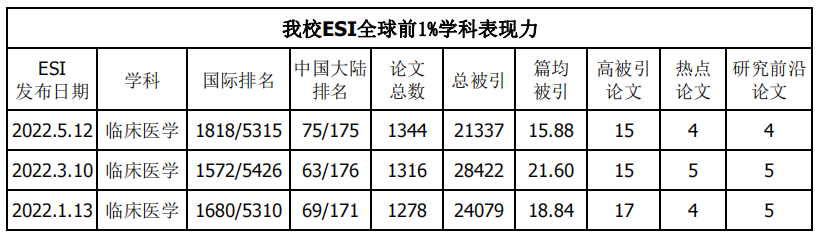 我校ESI全球前1%学科表现力
ESI 发布日期 学科 国际排名 中国大陆排名 论文总数 总被引 篇均被引 高被引论文 热点论文 研究前沿论文
2022.5.12 临床医学 1818/5315 75/175 1344 21337 15.88 15 4 4
2022.3.10 临床医学 1572/5426 63/176 1316 28422 21.60 15 5 5
2022.1.13 临床医学 1680/5310 69/171 1278 24079 18.84 17 4 5